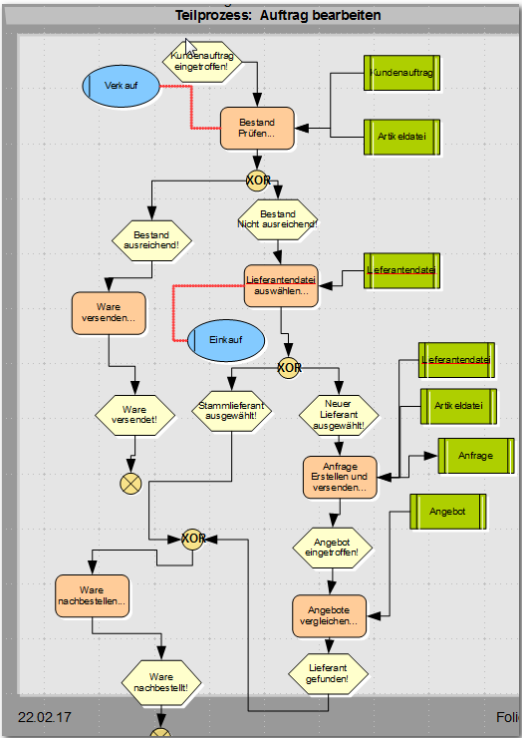 Teilprozess: Auftrag bearbeiten
Kundenauftrag
eingetroffen!
Verkauf
Kundenauftrag
Bestand
Prüfen...
Artikeldatei
XOR
Bestand
ausreichend!
Bestand
Nicht ausreichend!
Ware
versenden...
Lieferantendatei
auswählen...
Lieferantendatei
Einkauf
XOR
Lieferantendatei
Ware
versendet!
Stammlieferant
ausgewählt!
Neuer
Lieferant
ausgewählt!
Artikeldatei
Anfrage
Erstellen und
versenden...
Anfrage
Angebot
XOR
Angebot
eingetroffen!
Ware
nachbestellen...
Angebote
vergleichen...
Ware
nachbestellt!
Lieferant
gefunden!
22.02.17